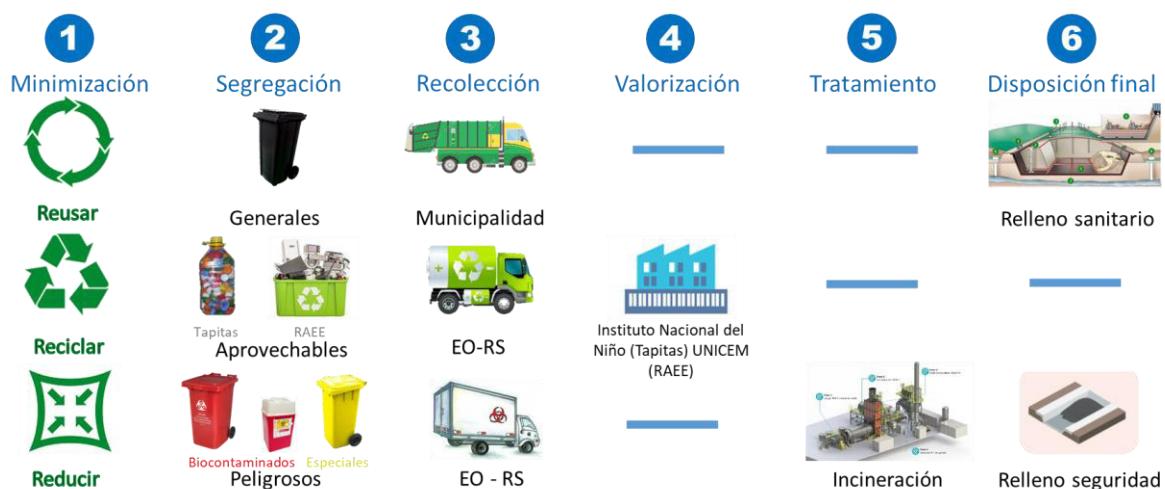 1
2
3
4
5
6
Minimización
Segregación
Recolección
Valorización
Tratamiento
Disposición final
Reusar
Generales
Municipalidad
Relleno sanitario
Tapitas
RAEE
Reciclar
Aprovechables
EO-RS
Instituto Nacional del
Niño (Tapitas) UNICEM
(RAEE)
Biocontaminados
Especiales
Reducir
Peligrosos
EO - RS
Incineración
Relleno seguridad